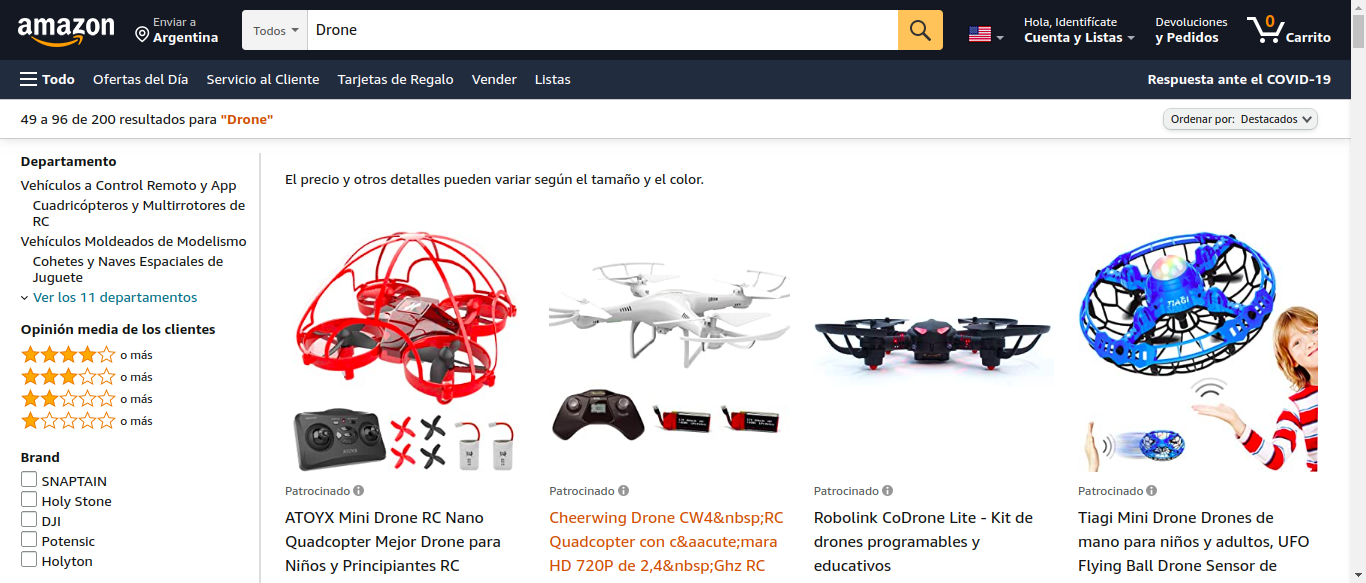 amazon
Enviar a
Argentina
Todos
Drone
Hola, Identifícate
Cuenta y Listas
Devoluciones
y Pedidos
0
Carrito
Todo
Ofertas del Día
Servicio al Cliente
Tarjetas de Regalo
Vender
Listas
Respuesta ante el COVID-19
49 a 96 de 200 resultados para "Drone"
Ordenar por: Destacados
Departamento
Vehículos a Control Remoto y App
Cuadricópteros y Multirrotores de
RC
Vehículos Moldeados de Modelismo
Cohetes y Naves Espaciales de
Juguete
Ver los 11 departamentos
Opinión media de los clientes
o más
o más
o más
o más
Brand
SNAPTAIN
Holy Stone
DJI
Potensic
Holyton
El precio y otros detalles pueden variar según el tamaño y el color.
Patrocinado
ATOYX Mini Drone RC Nano
Quadcopter Mejor Drone para
Niños y Principiantes RC
Patrocinado
Cheerwing Drone CW4&nbsp;RC
Quadcopter con c&aacute;mara
HD 720P de 2,4&nbsp;Ghz RC
Patrocinado
Robolink CoDrone Lite - Kit de
drones programables y
educativos
TIAGI
Patrocinado
Tiagi Mini Drone Drones de
mano para niños y adultos, UFO
Flying Ball Drone Sensor de